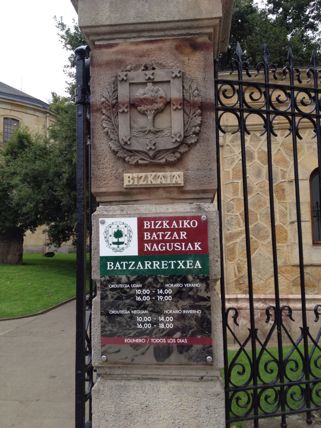 BIZKAIA
BIZKAIKO
BATZAR
NAGUSIAK
BATZARRETXEA
ORDUTEGIA UDAN HORARIO VERANO
10:00 - 14:00
16:00 - 19:00
ORDUTEGIA NEGUAN HORARIO INVIERNO
10:00 - 14:00
16:00 - 18:00
EGUNERO / TODOS LOS DIAS